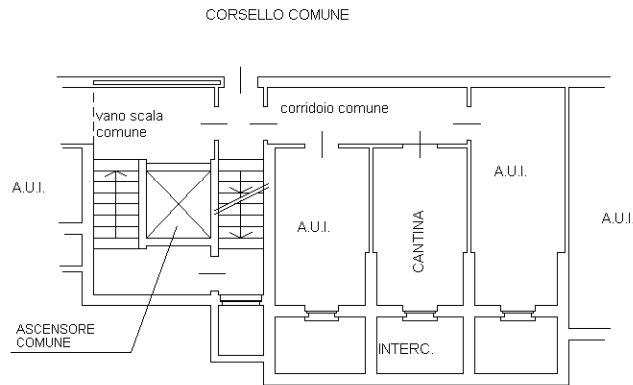 CORSELLO COMUNE
corridoio comune
vano scala
comune
A.U.I.
A.U.I.
A.U.I.
A.U.I.
CANTINA
ASCENSORE
COMUNE
INTERC.